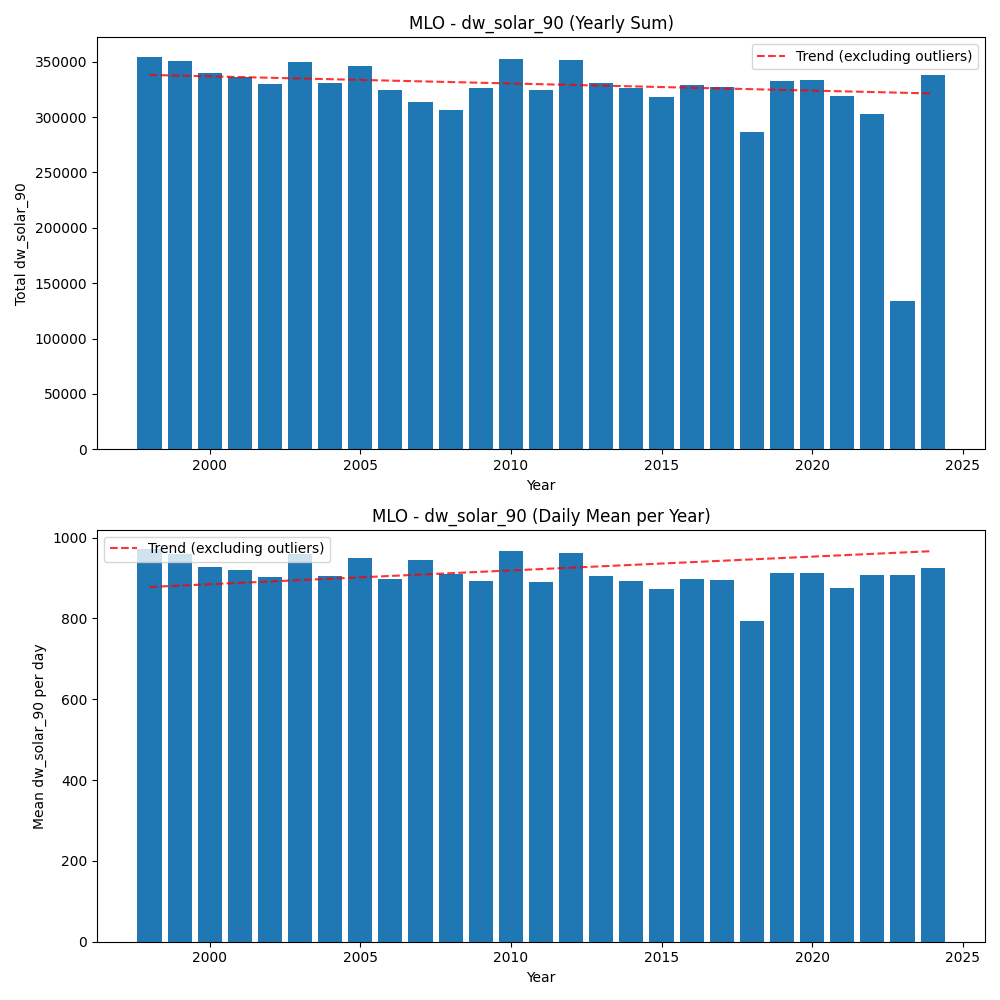 MLO - dw_solar_90 (Yearly Sum)
Trend (excluding outliers)
350000
300000
250000
200000
150000
100000
50000
0
Total dw_solar_90
2000 2005 2010 2015 2020 2025
Year
MLO - dw_solar_90 (Daily Mean per Year)
Trend (excluding outliers)
1000
800
600
400
200
0
Mean dw_solar_90 per day
2000 2005 2010 2015 2020 2025
Year